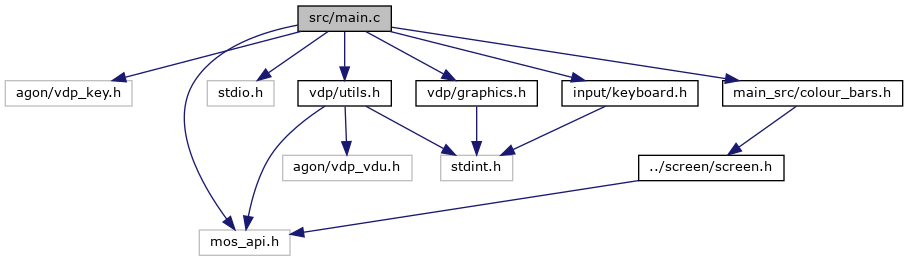 src/main.c
agon/vdp_key.h
stdio.h
vdp/utils.h
vdp/graphics.h
input/keyboard.h
main_src/colour_bars.h
agon/vdp_vdu.h
stdint.h
../screen/screen.h
mos_api.h